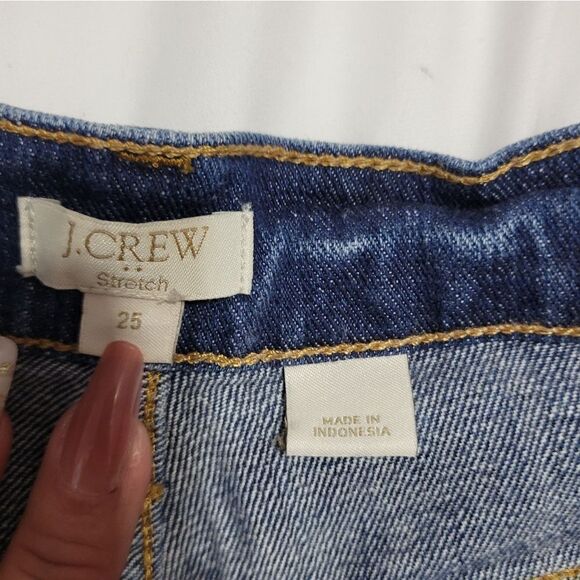 J.CREW
Stretch
25
MADE IN
INDONESIA